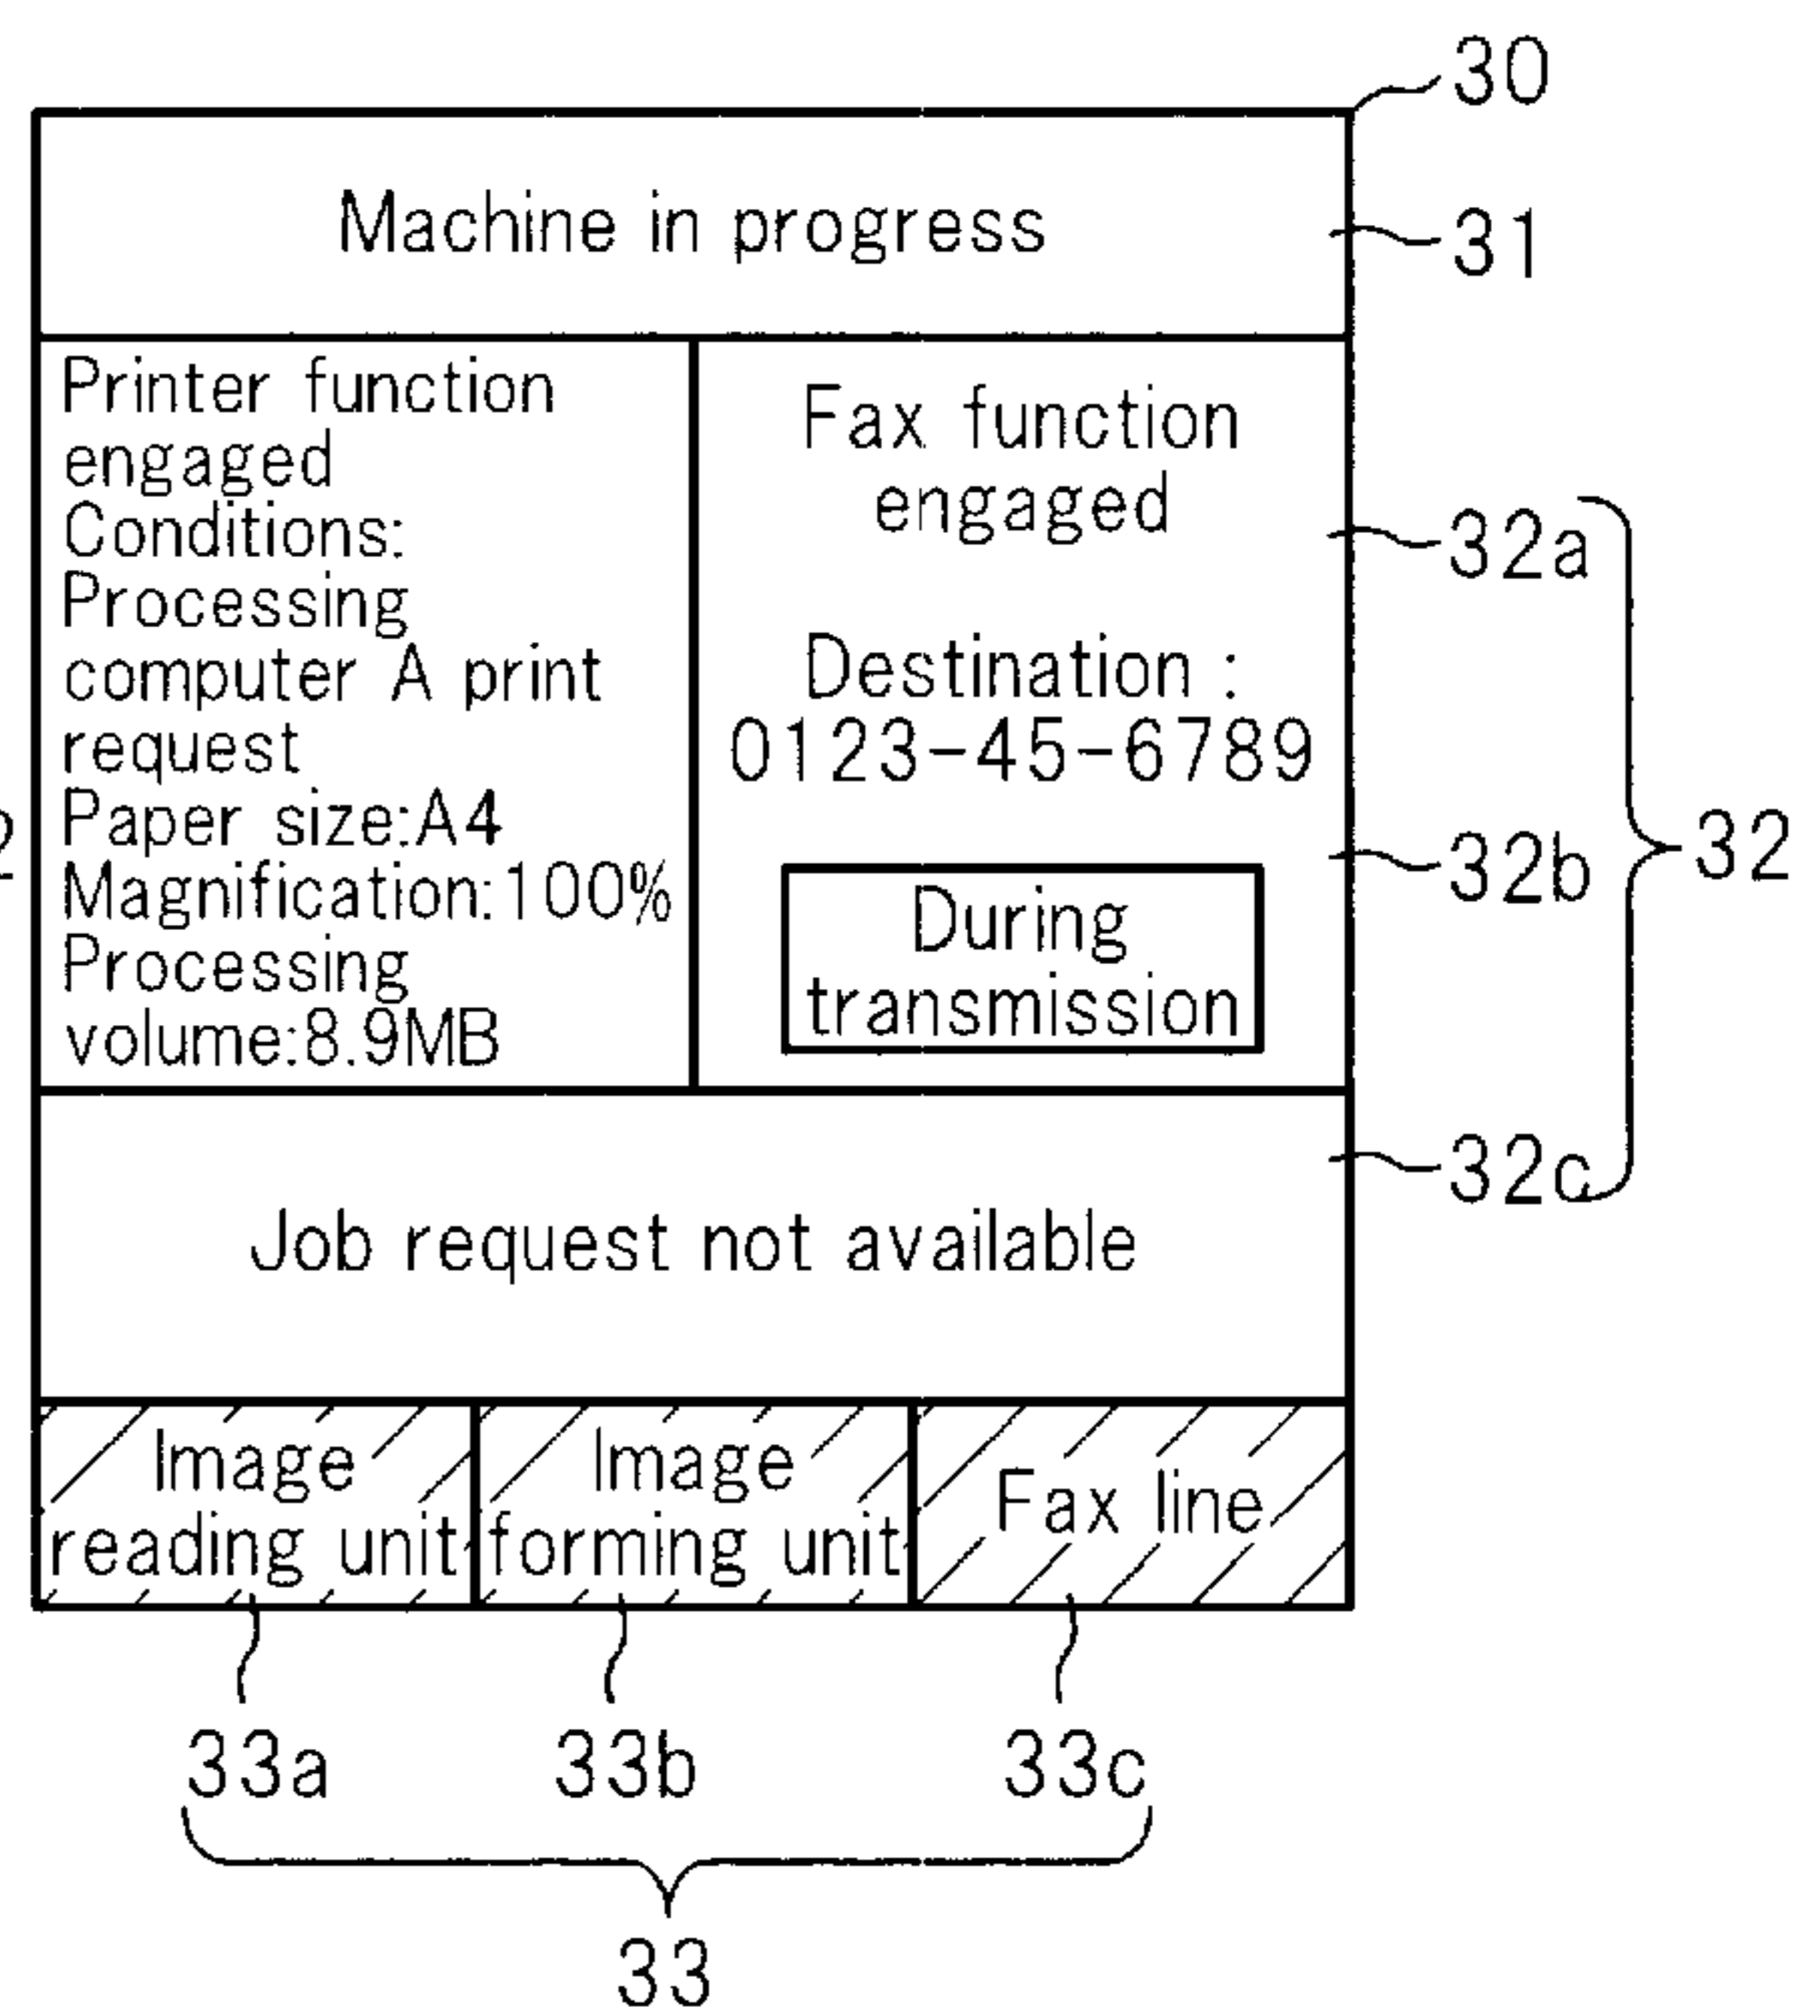 30
Machine in progress
31
Printer function
engaged
Conditions:
Processing
computer A print
request
Paper size:A4
Magnification:100%
Processing
volume:8.9MB
Fax function
engaged
Destination :
0123-45-6789
During
transmission
32a
32b
32
32c
Job request not available
Image
reading unit
Image
forming unit
Fax line
33a
33b
33c
33